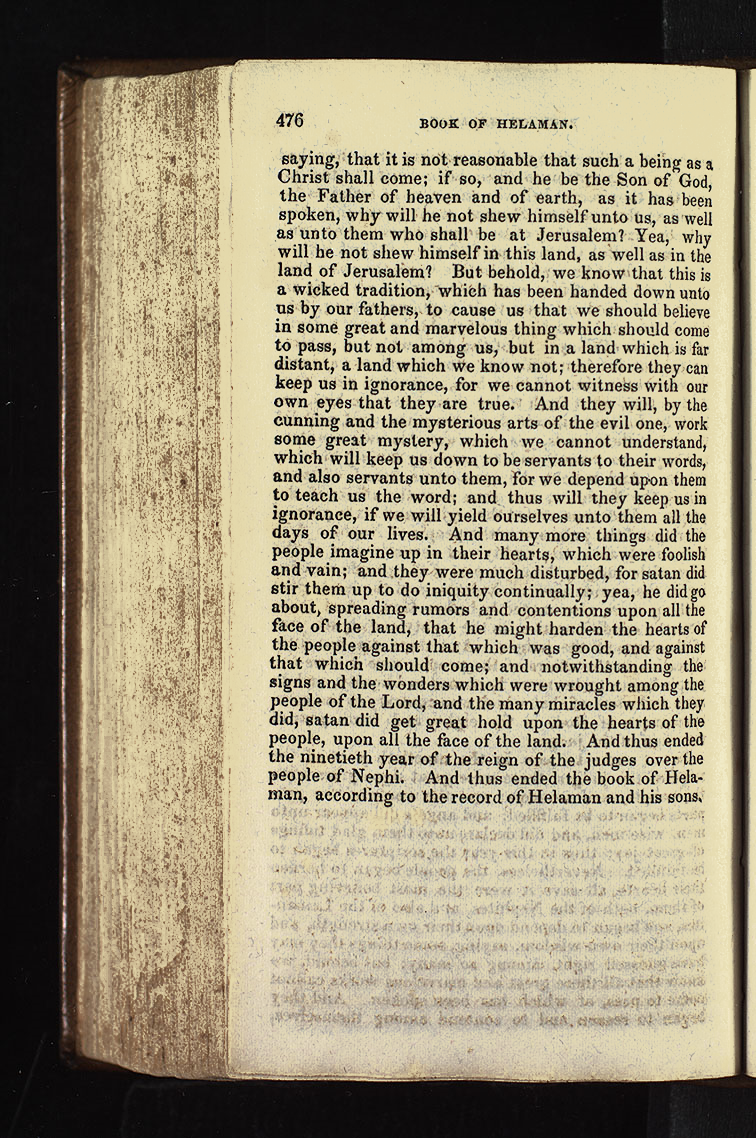 476 BOOK OF HELAMAN.
saying, that it is not reasonable that such a being as a
Christ shall come; if so, and he be the Son of God,
the Father of heaven and of earth, as it has been
spoken, why will he not shew himself unto us, as well
as unto them who shall be at Jerusalem? Yea, why
will he not shew himself in this land, as well as in the
land of Jerusalem? But behold, we know that this is
a wicked tradition, which has been handed down unto
us by our fathers, to cause us that we should believe
in some great and marvelous thing which should come
to pass, but not among us, but in a land which is far
distant, a land which we know not; therefore they can
keep us in ignorance, for we cannot witness with our
own eyes that they are true. And they will, by the
cunning and the mysterious arts of the evil one, work
some great mystery, which we cannot understand,
which will keep us down to be servants to their words,
and also servants unto them, for we depend upon them
to teach us the word; and thus will they keep us in
ignorance, if we will yield ourselves unto them all the
days of our lives. And many more things did the
people imagine up in their hearts, which were foolish
and vain; and they were much disturbed, for satan did
stir them up to do iniquity continually; yea, he did go
about, spreading rumors and contentions upon all the
face of the land, that he might harden the hearts of
the people against that which was good, and against
that which should come; and notwithstanding the
signs and the wonders which were wrought among the
people of the Lord, and the many miracles which they
did, satan did get great hold upon the hearts of the
people, upon all the face of the land. And thus ended
the ninetieth year of the reign of the judges over the
people of Nephi. And thus ended the book of Hela-
man, according to the record of Helaman and his sons.